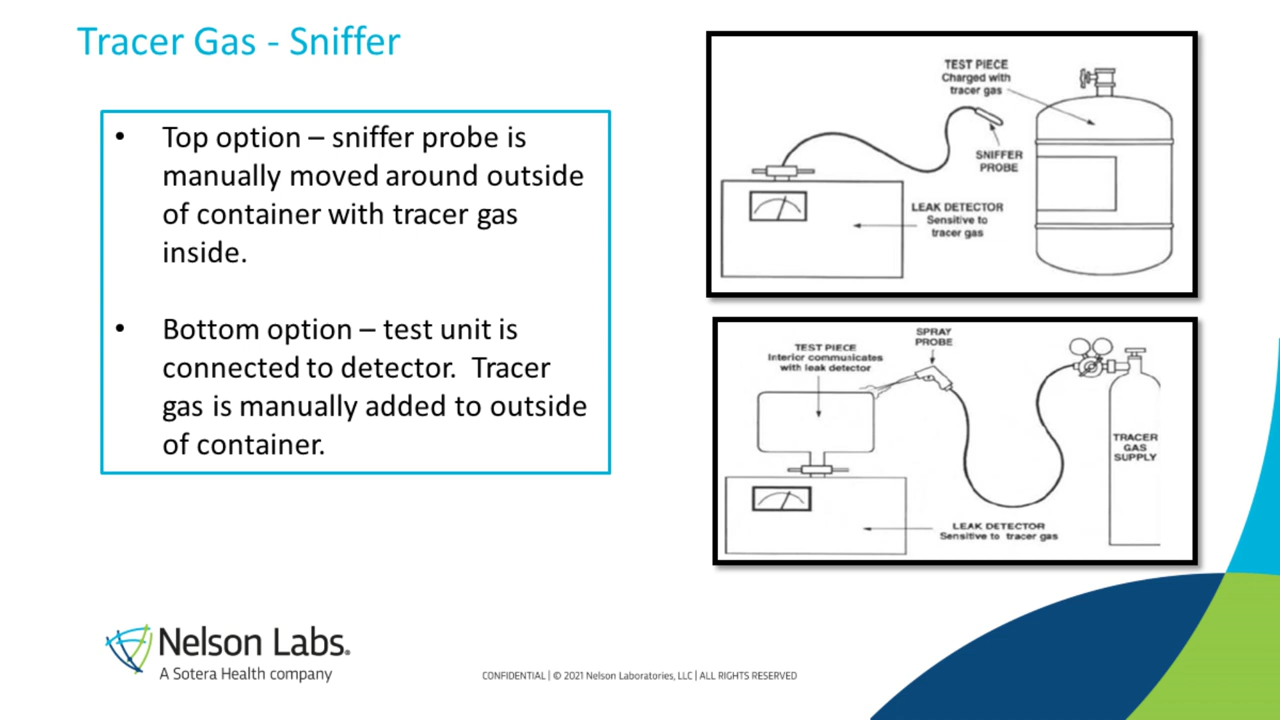 Tracer Gas - Sniffer
• Top option – sniffer probe is
manually moved around outside
of container with tracer gas
inside.
• Bottom option – test unit is
connected to detector.  Tracer
gas is manually added to outside
of container.
TEST PIECE
Charged with
tracer gas
SNIFFER
PROBE
LEAK DETECTOR
Sensitive to
tracer gas
SPRAY
PROBE
TEST PIECE
Interior communicates
with leak detector
TRACER
GAS
SUPPLY
LEAK DETECTOR
Sensitive to tracer gas
Nelson Labs.
A Sotera Health company
CONFIDENTIAL | © 2021 Nelson Laboratories, LLC | ALL RIGHTS RESERVED